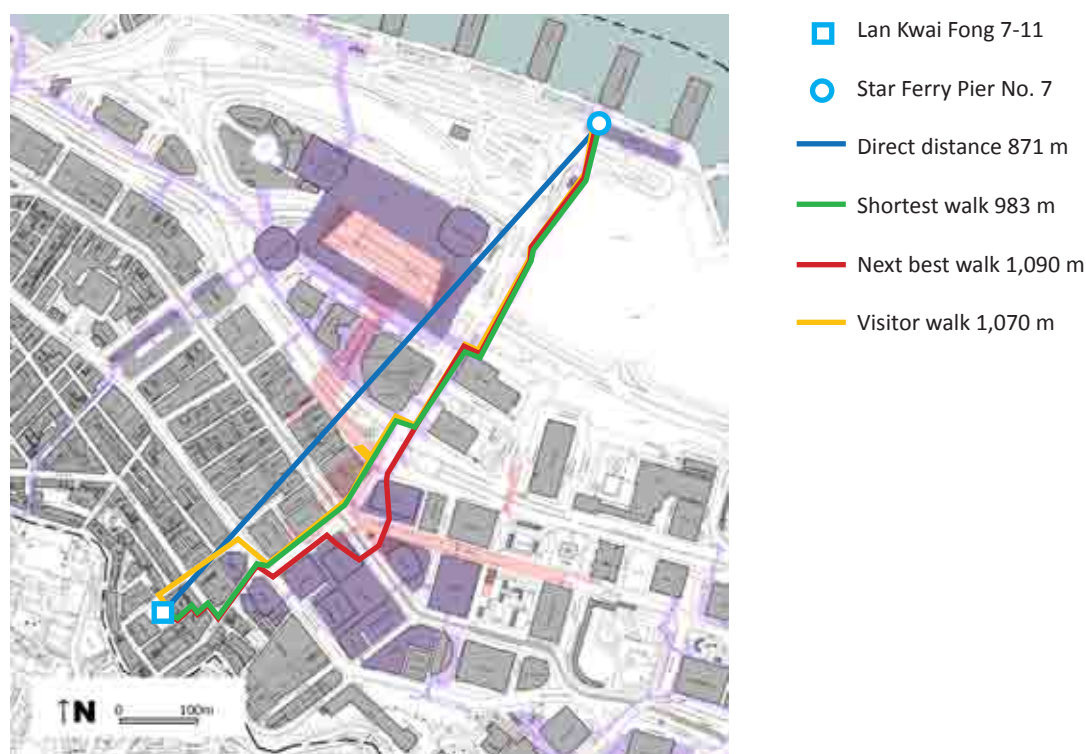 Lan Kwai Fong 7-11
Star Ferry Pier No. 7
Direct distance 871 m
Shortest walk 983 m
Next best walk 1,090 m
Visitor walk 1,070 m
N 0 100m